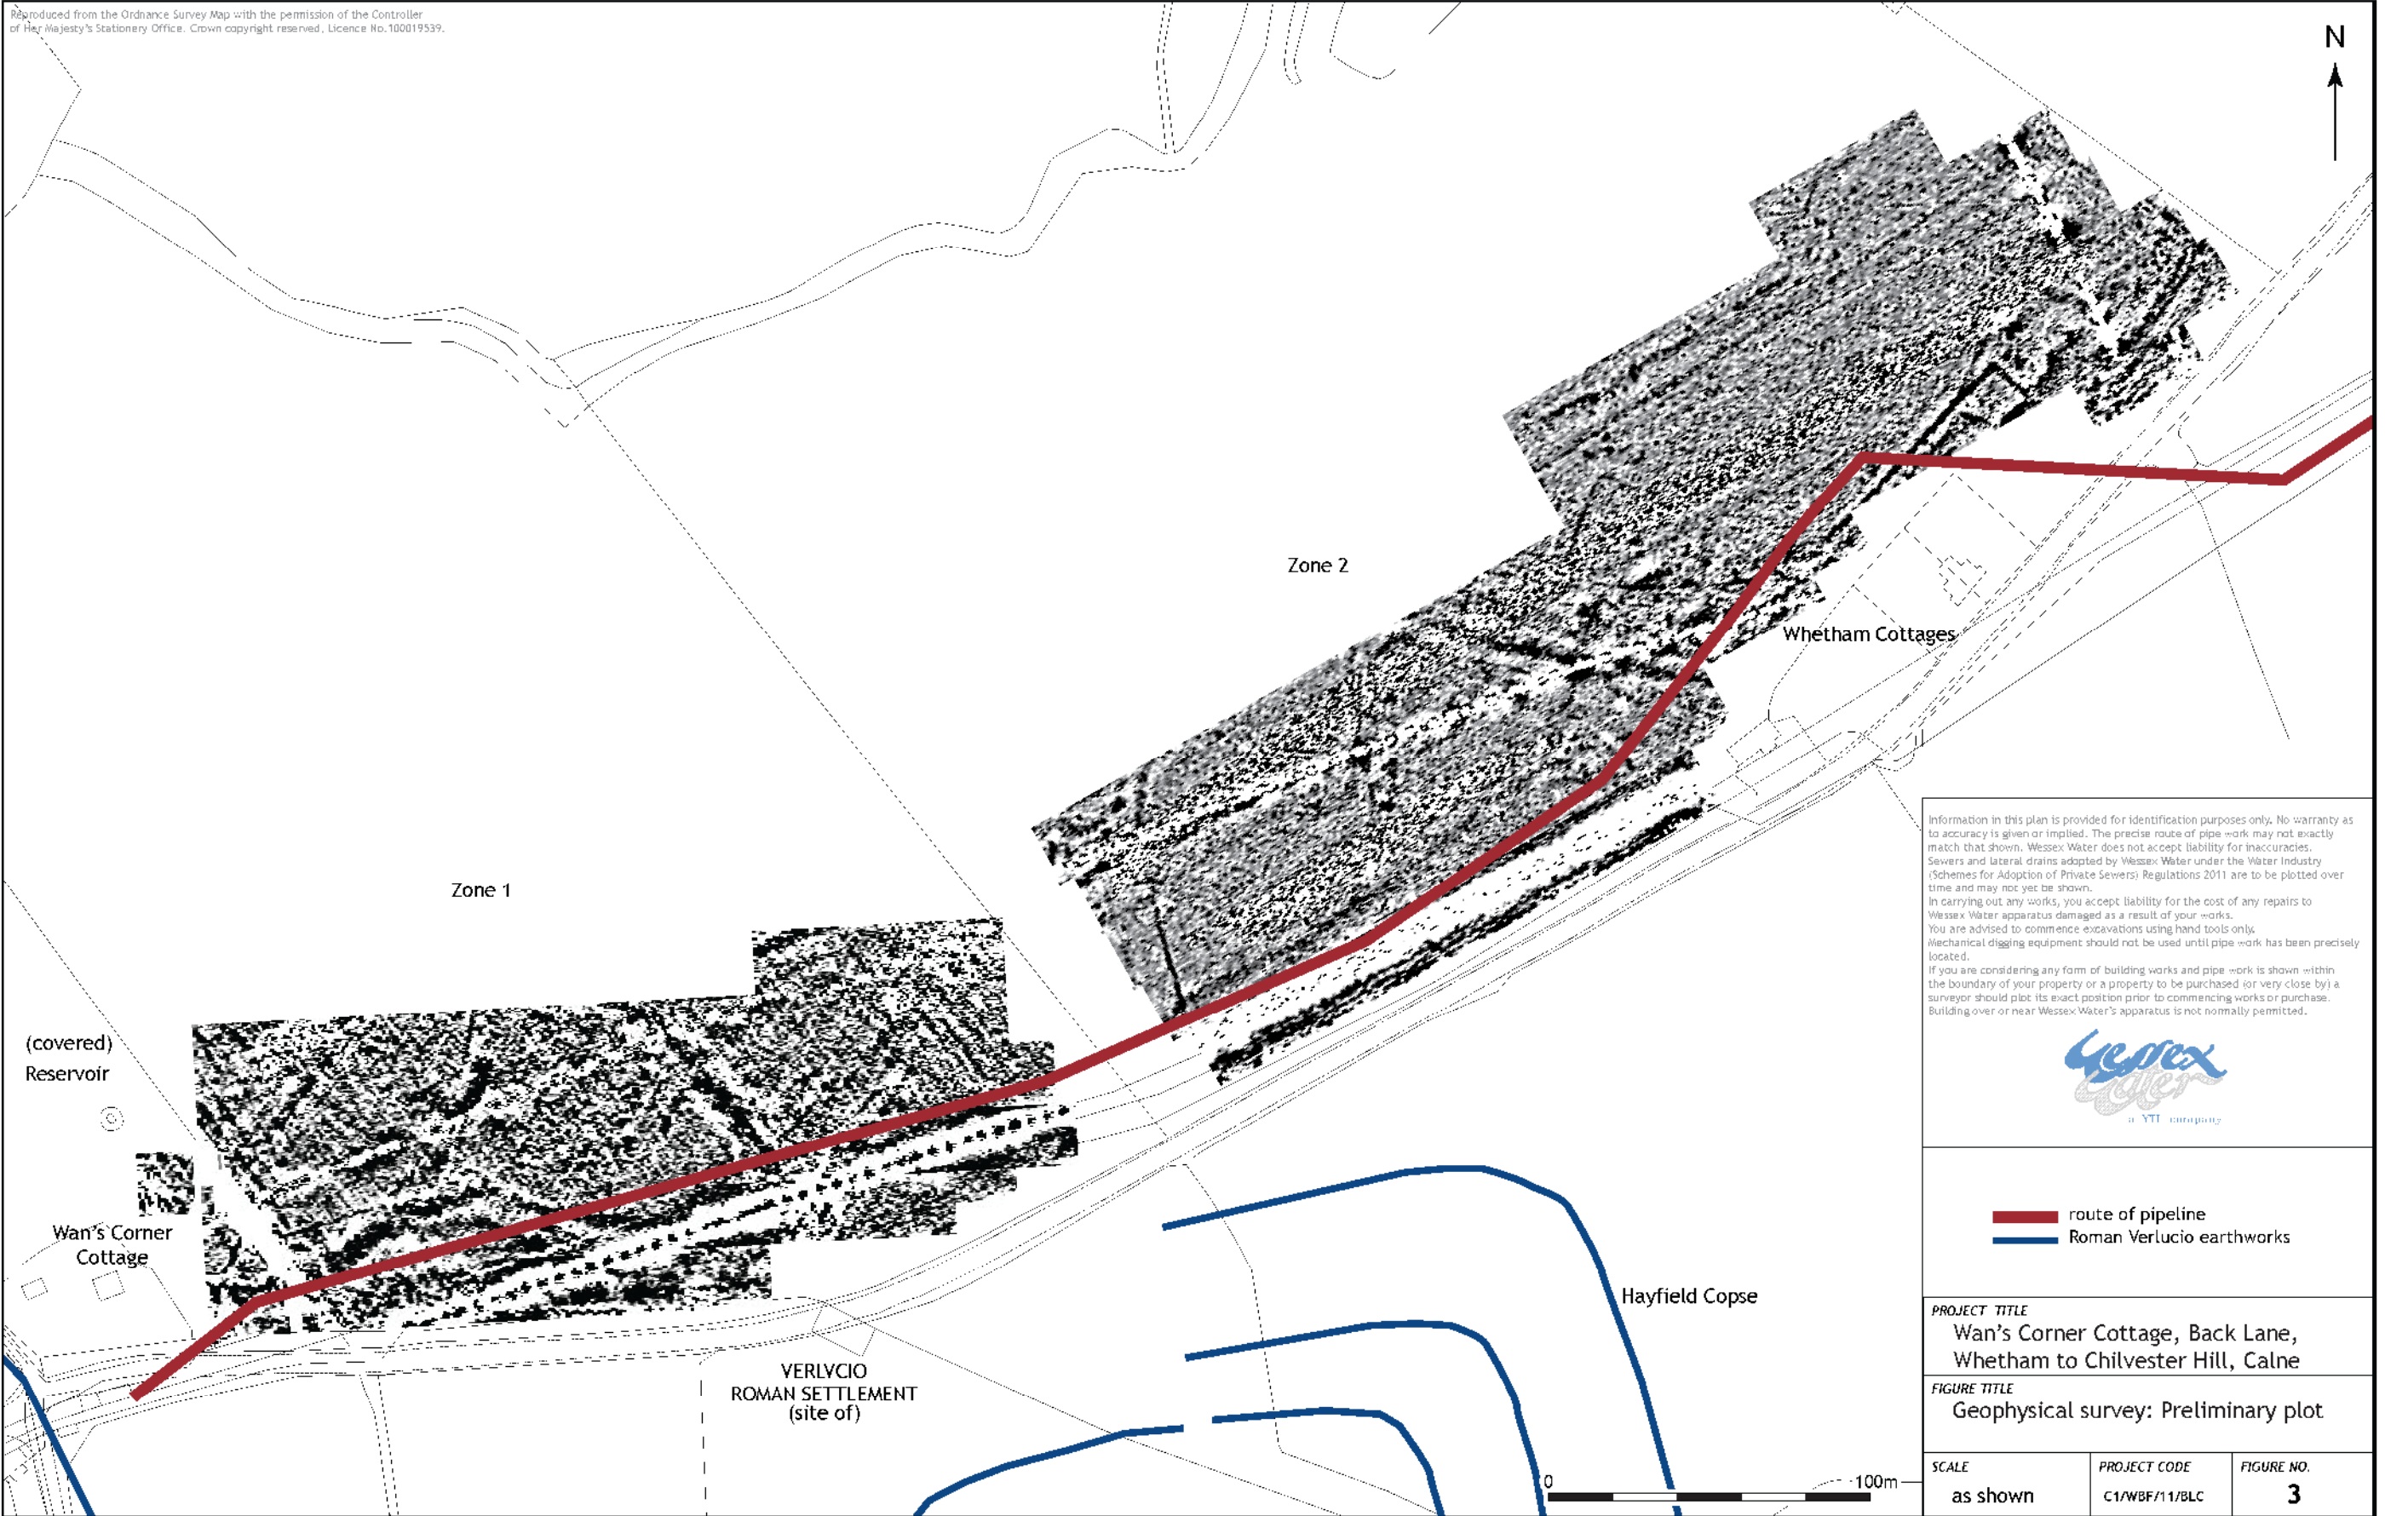 Reproduced from the Ordnance Survey Map with the permission of the Controller
of Her Majesty's Stationery Office. Crown copyright reserved, Licence No.100019539.
N
Zone 2
Whetham Cottages
Zone 1
(covered)
Reservoir
Wan's Corner
Cottage
VERLVCIO
ROMAN SETTLEMENT
(site of)
Hayfield Copse
0
100m
Information in this plan is provided for identification purposes only. No warranty as
to accuracy is given or implied. The precise route of pipe work may not exactly
match that shown. Wessex Water does not accept liability for inaccuracies.
Sewers and lateral drains adopted by Wessex Water under the Water Industry
(Schemes for Adoption of Private Sewers) Regulations 2011 are to be plotted over
time and may not yet be shown.
In carrying out any works, you accept liability for the cost of any repairs to
Wessex Water apparatus damaged as a result of your works.
You are advised to commence excavations using hand tools only.
Mechanical digging equipment should not be used until pipe work has been precisely
located.
If you are considering any form of building works and pipe work is shown within
the boundary of your property or a property to be purchased (or very close by) a
surveyor should plot its exact position prior to commencing works or purchase.
Building over or near Wessex Water's apparatus is not normally permitted.
Wessex
Water
a YTL company
route of pipeline
Roman Verlucio earthworks
PROJECT TITLE
Wan's Corner Cottage, Back Lane,
Whetham to Chilvester Hill, Calne
FIGURE TITLE
Geophysical survey: Preliminary plot
SCALE
as shown
PROJECT CODE
C1/WBF/11/BLC
FIGURE NO.
3